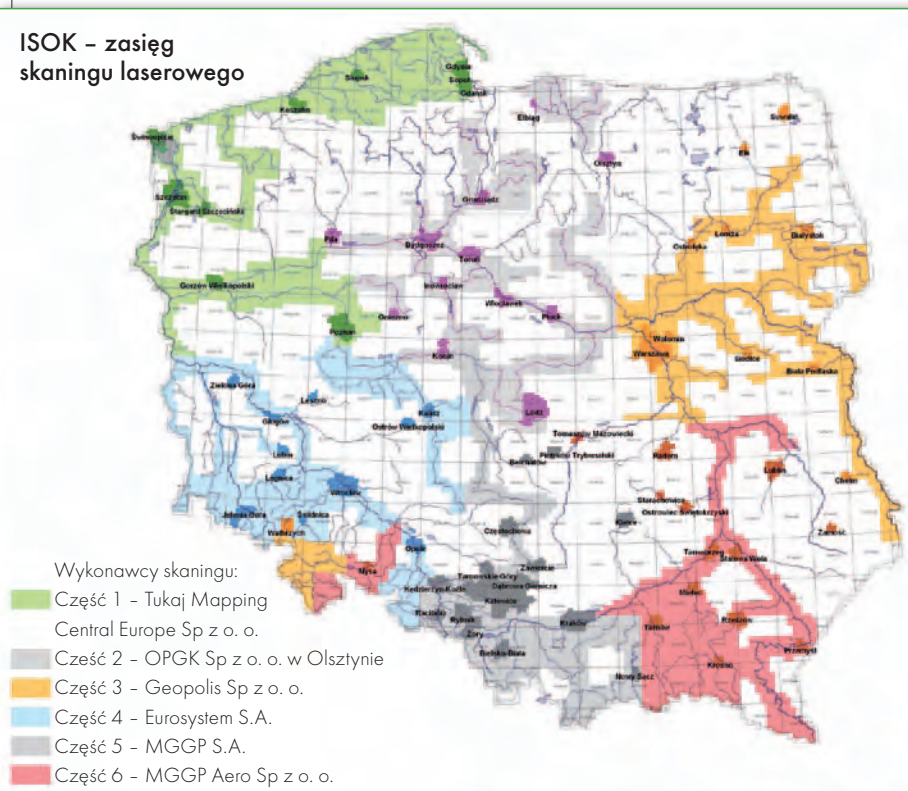 ISOK – zasięg
skaningu laserowego
Gdynia
Sopot
Gdańsk
Słupsk
Koszalin
Elbląg
Suwałki
Świnoujście
Ełk
Olsztyn
Szczecin
Stargard Szczeciński
Grudziądz
Łomża
Białystok
Ostrołęka
Piła
Bydgoszcz
Toruń
Gorzów Wielkopolski
Inowrocław
Włocławek
Płock
Gniezno
Poznań
Wołomin
Warszawa
Siedlce
Konin
Biała Podlaska
Zielona Góra
Leszno
Kalisz
Łódź
Głogów
Ostrów Wielkopolski
Tomaszów Mazowiecki
Piotrków Trybunalski
Radom
Lubin
Bełchatów
Lublin
Legnica
Wrocław
Chełm
Starachowice
Ostrowiec Świętokrzyski
Jelenia Góra
Świdnica
Kielce
Wałbrzych
Częstochowa
Zamość
Opole
Tarnobrzeg
Stalowa Wola
Nysa
Zawiercie
Tarnowskie Góry
Dąbrowa Górnicza
Kędzierzyn-Koźle
Mielec
Katowice
Racibórz
Rybnik
Kraków
Tarnów
Rzeszów
Żory
Bielsko-Biała
Przemyśl
Krosno
Nowy Sącz
Wykonawcy skaningu:
Część 1 – Tukaj Mapping
Central Europe Sp z o. o.
Cześć 2 – OPGK Sp z o. o. w Olsztynie
Część 3 – Geopolis Sp z o. o.
Część 4 – Eurosystem S.A.
Część 5 – MGGP S.A.
Część 6 – MGGP Aero Sp z o. o.